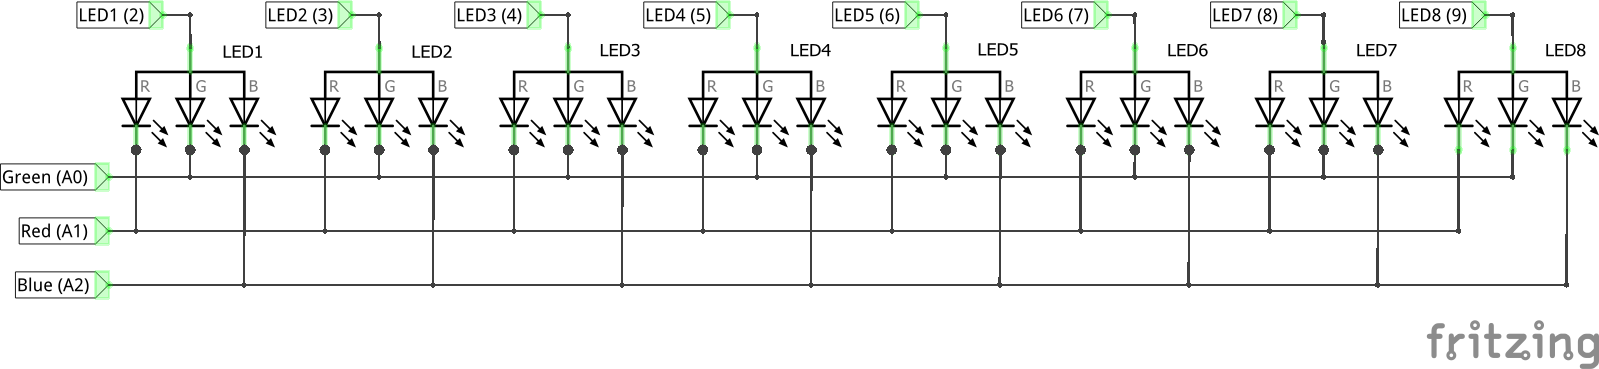 LED1 (2) LED2 (3) LED3 (4) LED4 (5) LED5 (6) LED6 (7) LED7 (8) LED8 (9)
LED1 LED2 LED3 LED4 LED5 LED6 LED7 LED8
R G B R G B R G B R G B R G B R G B R G B R G B
Green (A0)
Red (A1)
Blue (A2)
fritzing